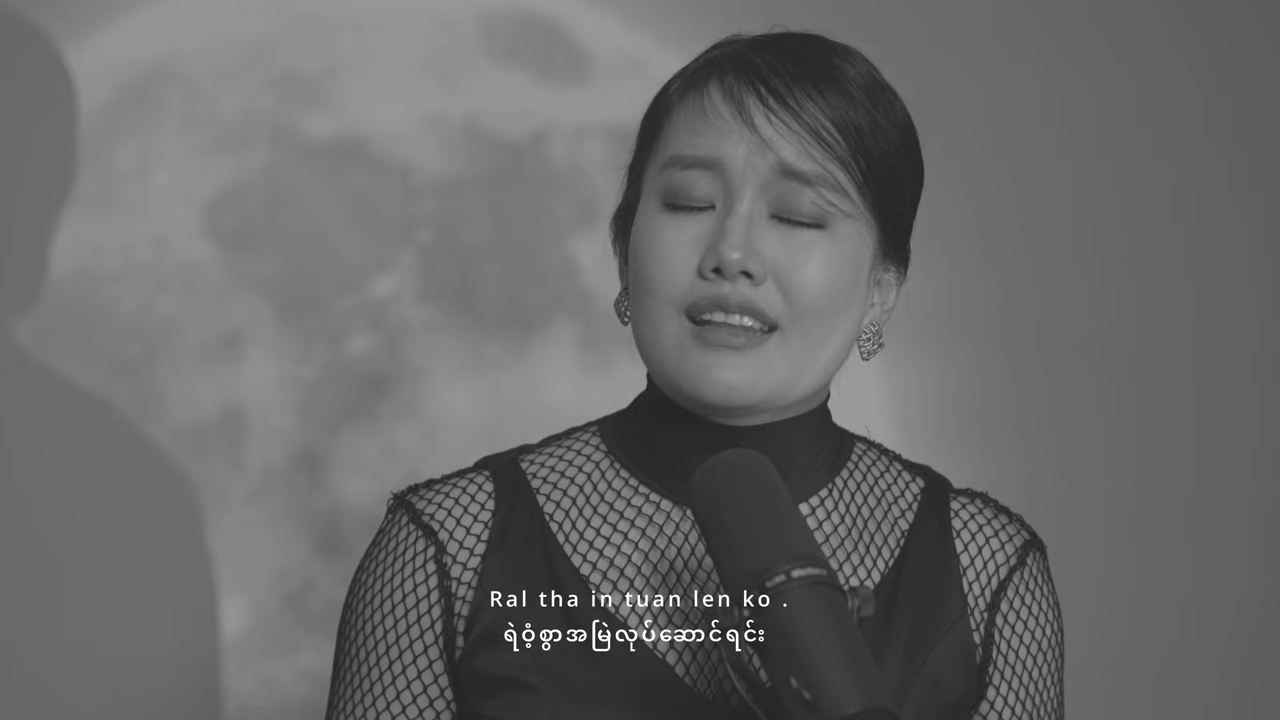 Ral tha in tuan len ko .
ရဲဝံ့စွာအမြဲလုပ်ဆောင်ရင်း